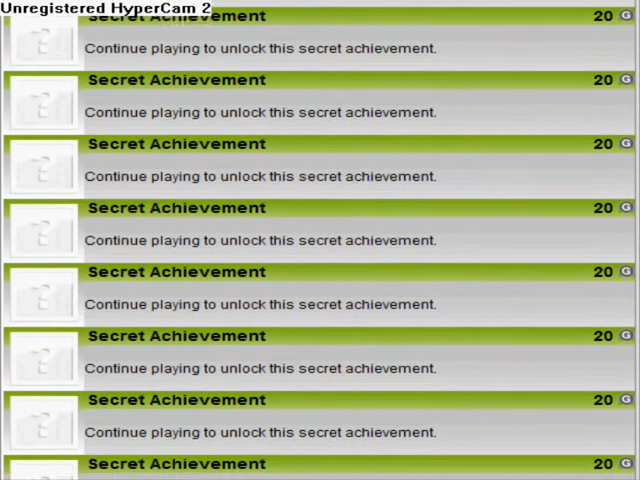 Unregistered HyperCam 2
Secret Achievement 20 G
Continue playing to unlock this secret achievement.
Secret Achievement 20 G
Continue playing to unlock this secret achievement.
Secret Achievement 20 G
Continue playing to unlock this secret achievement.
Secret Achievement 20 G
Continue playing to unlock this secret achievement.
Secret Achievement 20 G
Continue playing to unlock this secret achievement.
Secret Achievement 20 G
Continue playing to unlock this secret achievement.
Secret Achievement 20 G
Continue playing to unlock this secret achievement.
Secret Achievement 20 G